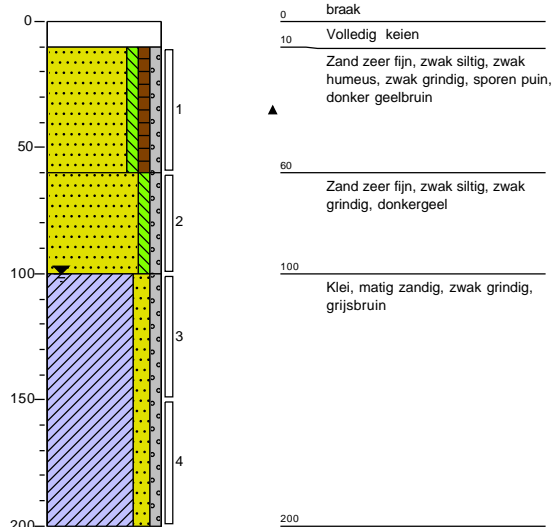 0
50
100
150
200
1
2
3
4
0
braak
Volledig keien
10
Zand zeer fijn, zwak siltig, zwak
humeus, zwak grindig, sporen puin,
donker geelbruin
60
Zand zeer fijn, zwak siltig, zwak
grindig, donkergeel
100
Klei, matig zandig, zwak grindig,
grijsbruin
200